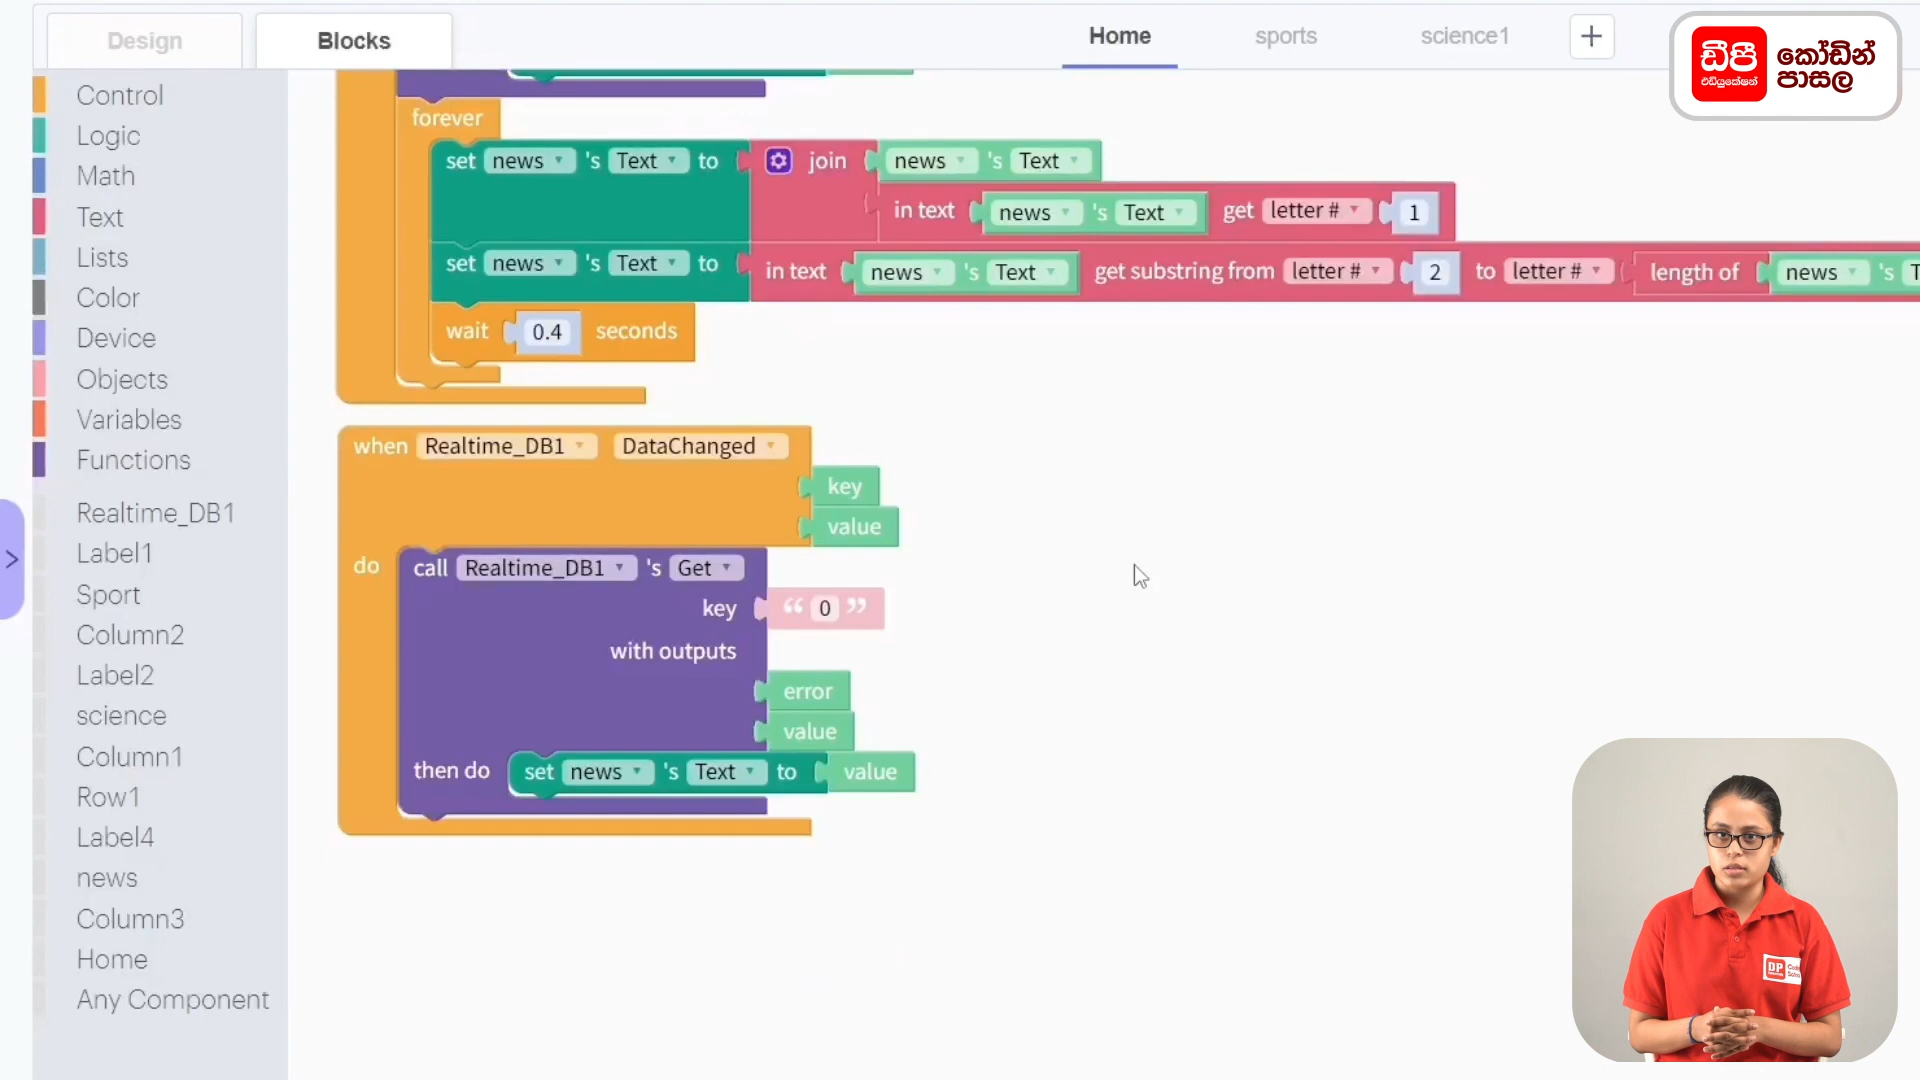 Design
Blocks
Home
sports
science1
+
ඩීපී
එඩියුකේෂන්
කෝඩින්
පාසල
Control
Logic
Math
Text
Lists
Color
Device
Objects
Variables
Functions
Realtime_DB1
Label1
Sport
Column2
Label2
science
Column1
Row1
Label4
news
Column3
Home
Any Component
forever
set news 's Text to join news 's Text
in text news 's Text get letter # 1
set news 's Text to in text news 's Text get substring from letter # 2 to letter # length of news 's T
wait 0.4 seconds
when Realtime_DB1 DataChanged
key
value
do call Realtime_DB1 's Get
key “ 0 ”
with outputs
error
value
then do set news 's Text to value
DP